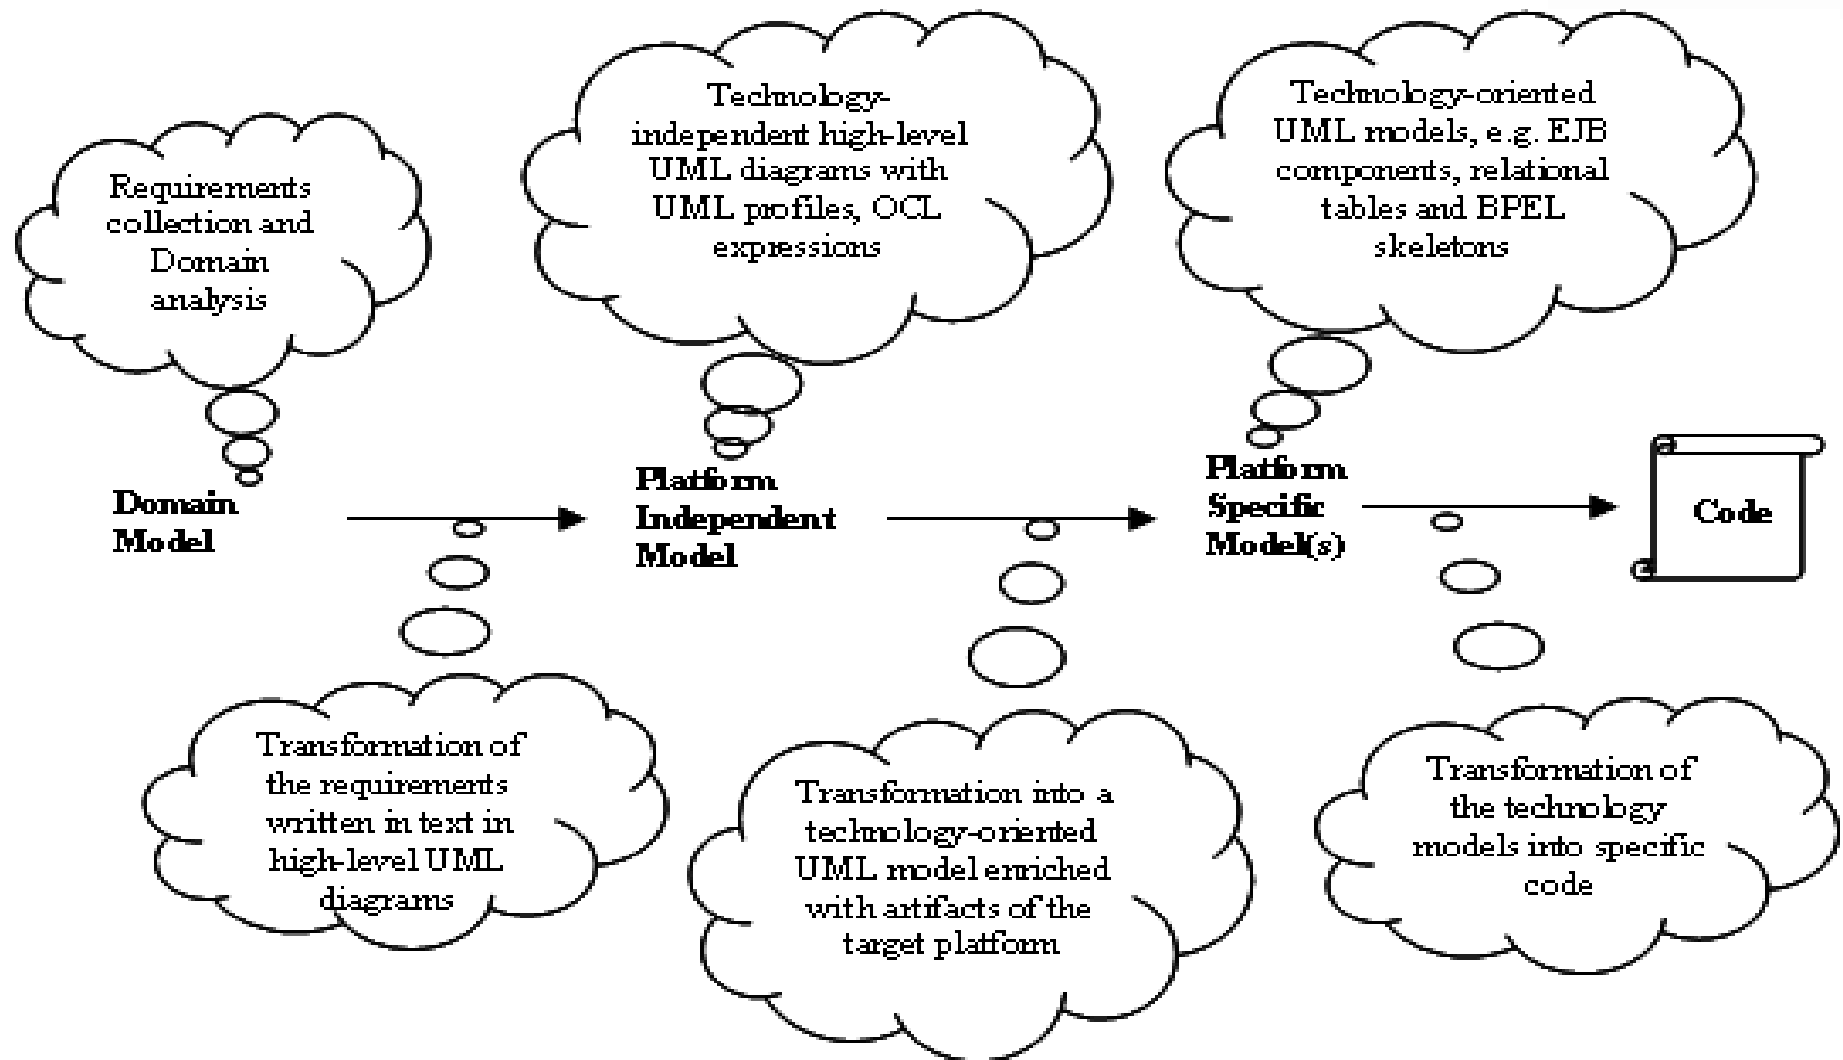 Requirements
collection and
Domain
analysis
Technology-
independent high-level
UML diagrams with
UML profiles, OCL
expressions
Technology-oriented
UML models, e.g. EJB
components, relational
tables and BPEL
skeletons
Domain
Model
Platform
Independent
Model
Platform
Specific
Model(s)
Code
Transformation of
the requirements
written in text in
high-level UML
diagrams
Transformation into a
technology-oriented
UML model enriched
with artifacts of the
target platform
Transformation of
the technology
models into specific
code